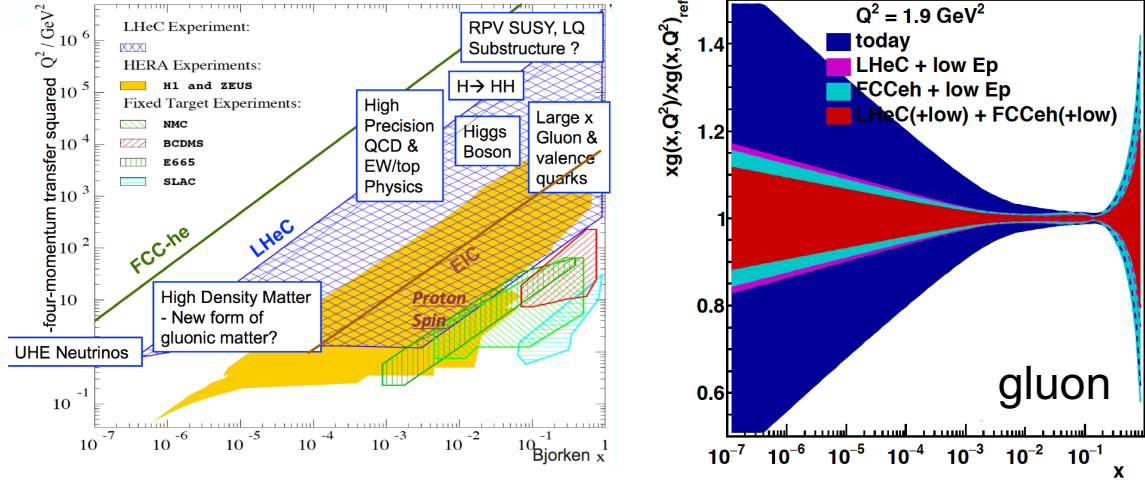 -four-momentum transfer squared Q² / GeV²
10⁶
10⁵
10⁴
10³
10²
10
1
10⁻¹
LHeC Experiment:
HERA Experiments:
H1 and ZEUS
Fixed Target Experiments:
NMC
BCDMS
E665
SLAC
RPV SUSY, LQ
Substructure ?
H→ HH
High
Precision
QCD &
EW/top
Physics
Higgs
Boson
Large x
Gluon &
valence
quarks
FCC-he
LHeC
EIC
Proton
Spin
High Density Matter
- New form of
gluonic matter?
UHE Neutrinos
10⁻⁷ 10⁻⁶ 10⁻⁵ 10⁻⁴ 10⁻³ 10⁻² 10⁻¹ 1
Bjorken x
xg(x,Q²)/xg(x,Q²)ref
1.4
1.2
1
0.8
0.6
Q² = 1.9 GeV²
today
LHeC + low Ep
FCCeh + low Ep
LHeC(+low) + FCCeh(+low)
gluon
10⁻⁷ 10⁻⁶ 10⁻⁵ 10⁻⁴ 10⁻³ 10⁻² 10⁻¹
x